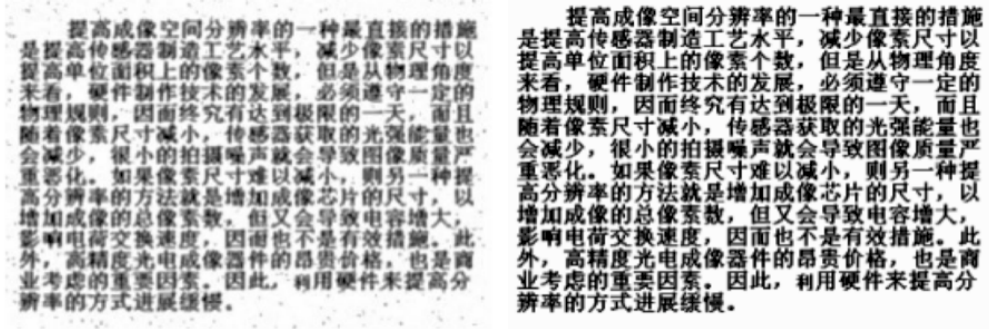 提高成像空间分辨率的一种最直接的措施
是提高传感器制造工艺水平，减少像素尺寸以
提高单位面积上的像素个数，但是从物理角度
来看，硬件制作技术的发展，必须遵守一定的
物理规则，因而终究有达到极限的一天，而且
随着像素尺寸减小，传感器获取的光强能量也
会减少，很小的拍摄噪声就会导致图像质量严
重恶化。如果像素尺寸难以减小，则另一种提
高分辨率的方法就是增加成像芯片的尺寸，以
增加成像的总像素数，但又会导致电容增大，
影响电荷交换速度，因而也不是有效措施。此
外，高精度光电成像器件的昂贵价格，也是商
业考虑的重要因素。因此，利用硬件来提高分
辨率的方式进展缓慢。
提高成像空间分辨率的一种最直接的措施
是提高传感器制造工艺水平，减少像素尺寸以
提高单位面积上的像素个数，但是从物理角度
来看，硬件制作技术的发展，必须遵守一定的
物理规则，因而终究有达到极限的一天，而且
随着像素尺寸减小，传感器获取的光强能量也
会减少，很小的拍摄噪声就会导致图像质量严
重恶化。如果像素尺寸难以减小，则另一种提
高分辨率的方法就是增加成像芯片的尺寸，以
增加成像的总像素数，但又会导致电容增大，
影响电荷交换速度，因而也不是有效措施。此
外，高精度光电成像器件的昂贵价格，也是商
业考虑的重要因素。因此，利用硬件来提高分
辨率的方式进展缓慢。